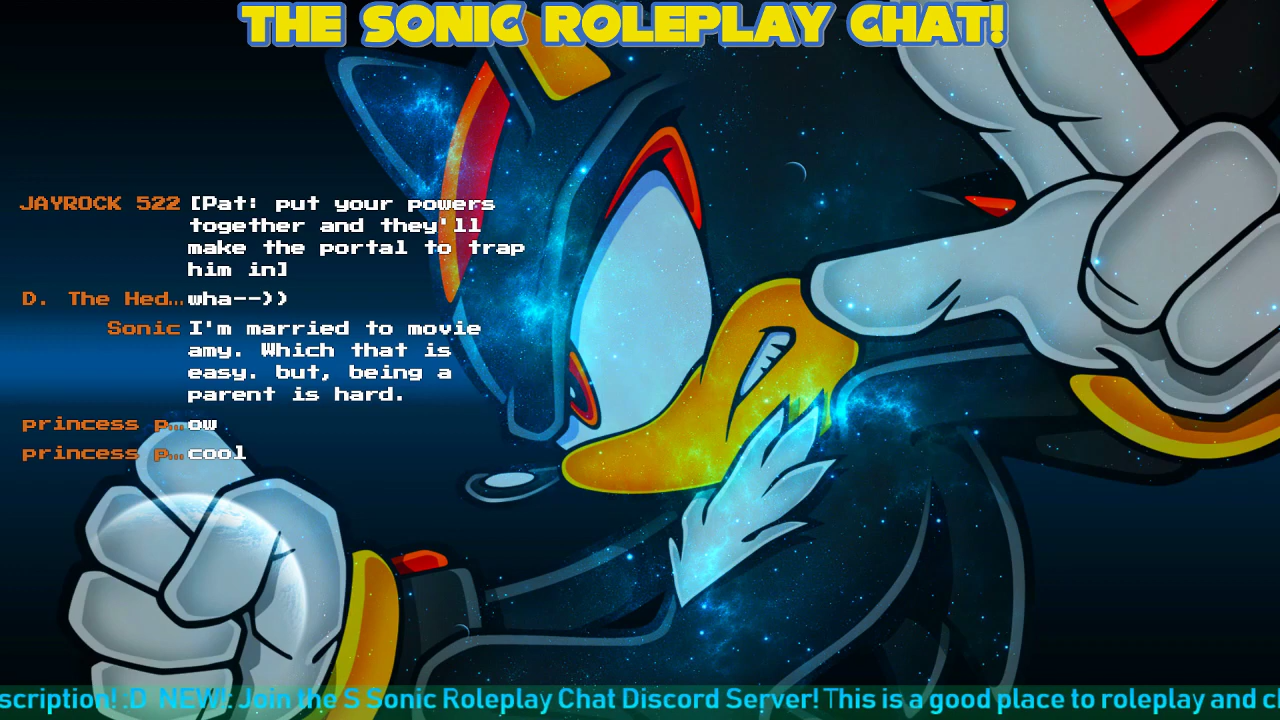 THE SONIC ROLEPLAY CHAT!
JAYROCK 522 [Pat: put your powers
together and they'll
make the portal to trap
him in]
D. The Hed... wha--))
Sonic I'm married to movie
amy. Which that is
easy. but, being a
parent is hard.
princess p... ow
princess p... cool
scription! :D NEW!: Join the S Sonic Roleplay Chat Discord Server! This is a good place to roleplay and